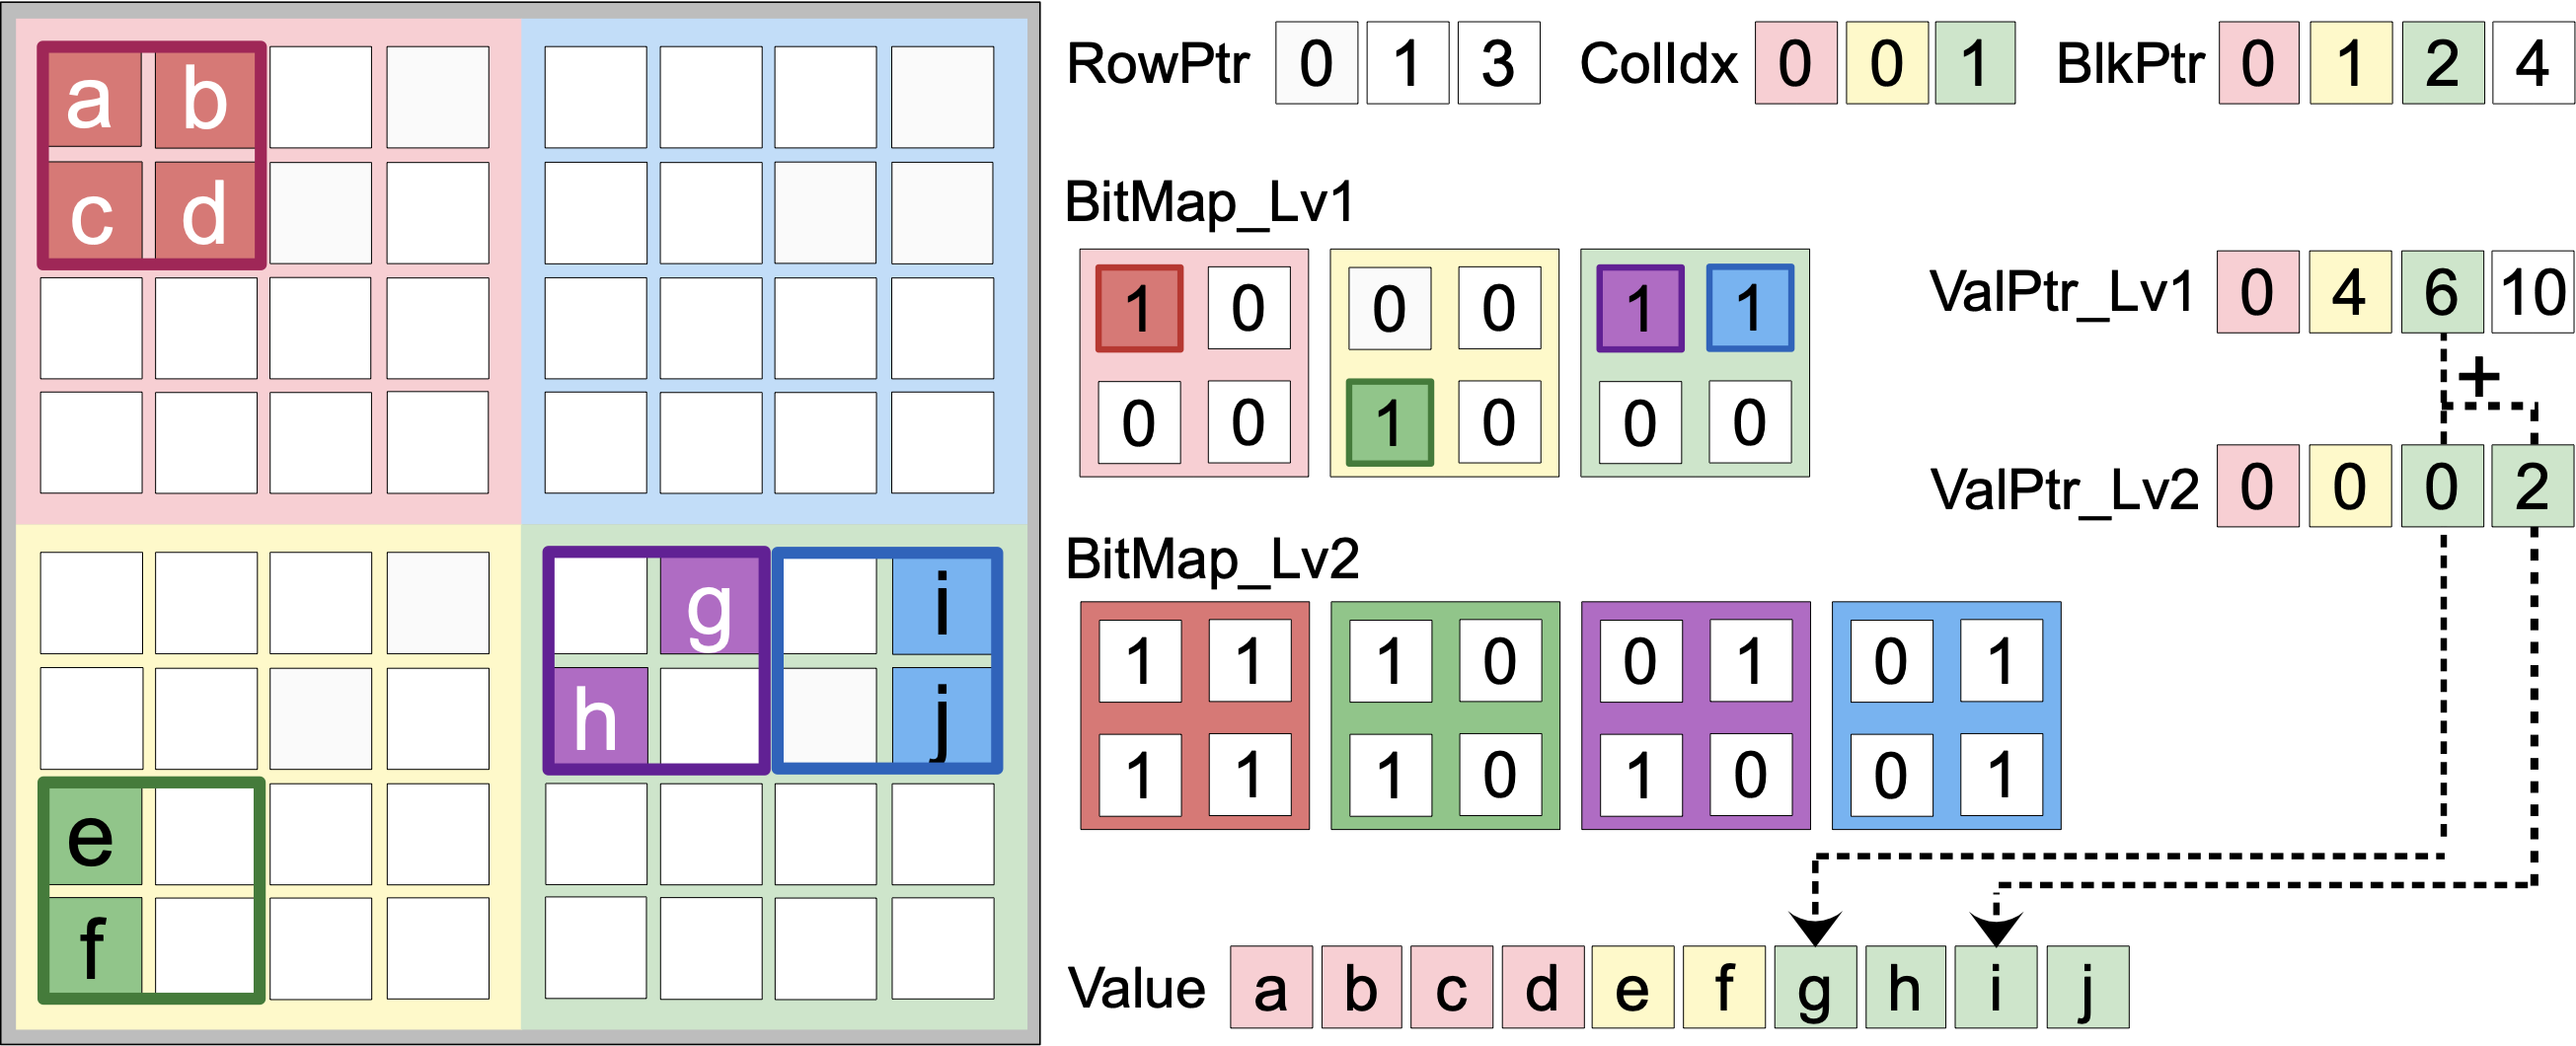 a b
c d
g i
h j
e
f
RowPtr 0 1 3 ColIdx 0 0 1 BlkPtr 0 1 2 4
BitMap_Lv1
1 0 0 0 1 1
0 0 1 0 0 0
ValPtr_Lv1 0 4 6 10
+
ValPtr_Lv2 0 0 0 2
BitMap_Lv2
1 1 1 0 0 1 0 1
1 1 1 0 1 0 0 1
Value a b c d e f g h i j